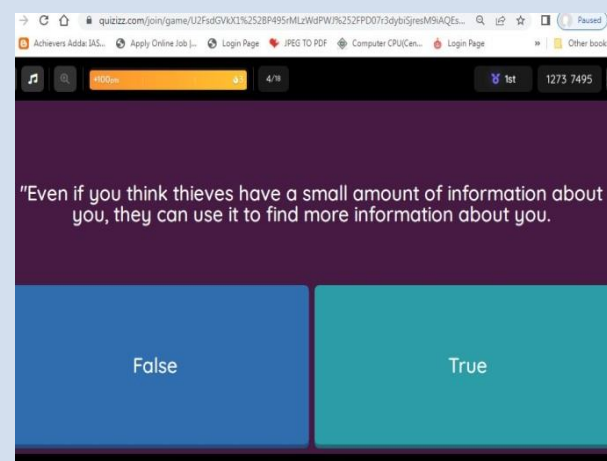 quizizz.com/join/game/U2FsdGVkX1%252BP495rMLzWdPWJ%252FPD07r3dybiSjresM9iAQEs... Paused
Achievers Adda: IAS... Apply Online Job |... Login Page JPEG TO PDF Computer CPU(Cen... Login Page » Other book
+100pts 3 4/18 1st 1273 7495
"Even if you think thieves have a small amount of information about
you, they can use it to find more information about you.
False True